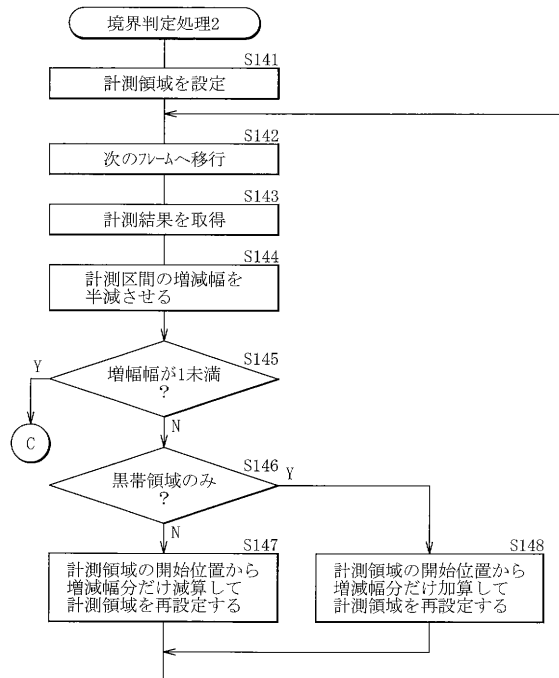 境界判定処理2
S141
計測領域を設定
S142
次のフレームへ移行
S143
計測結果を取得
S144
計測区間の増減幅を
半減させる
S145
増幅幅が1未満
?
Y
N
C
S146
黒帯領域のみ
?
Y
N
S147
計測領域の開始位置から
増減幅分だけ減算して
計測領域を再設定する
S148
計測領域の開始位置から
増減幅分だけ加算して
計測領域を再設定する